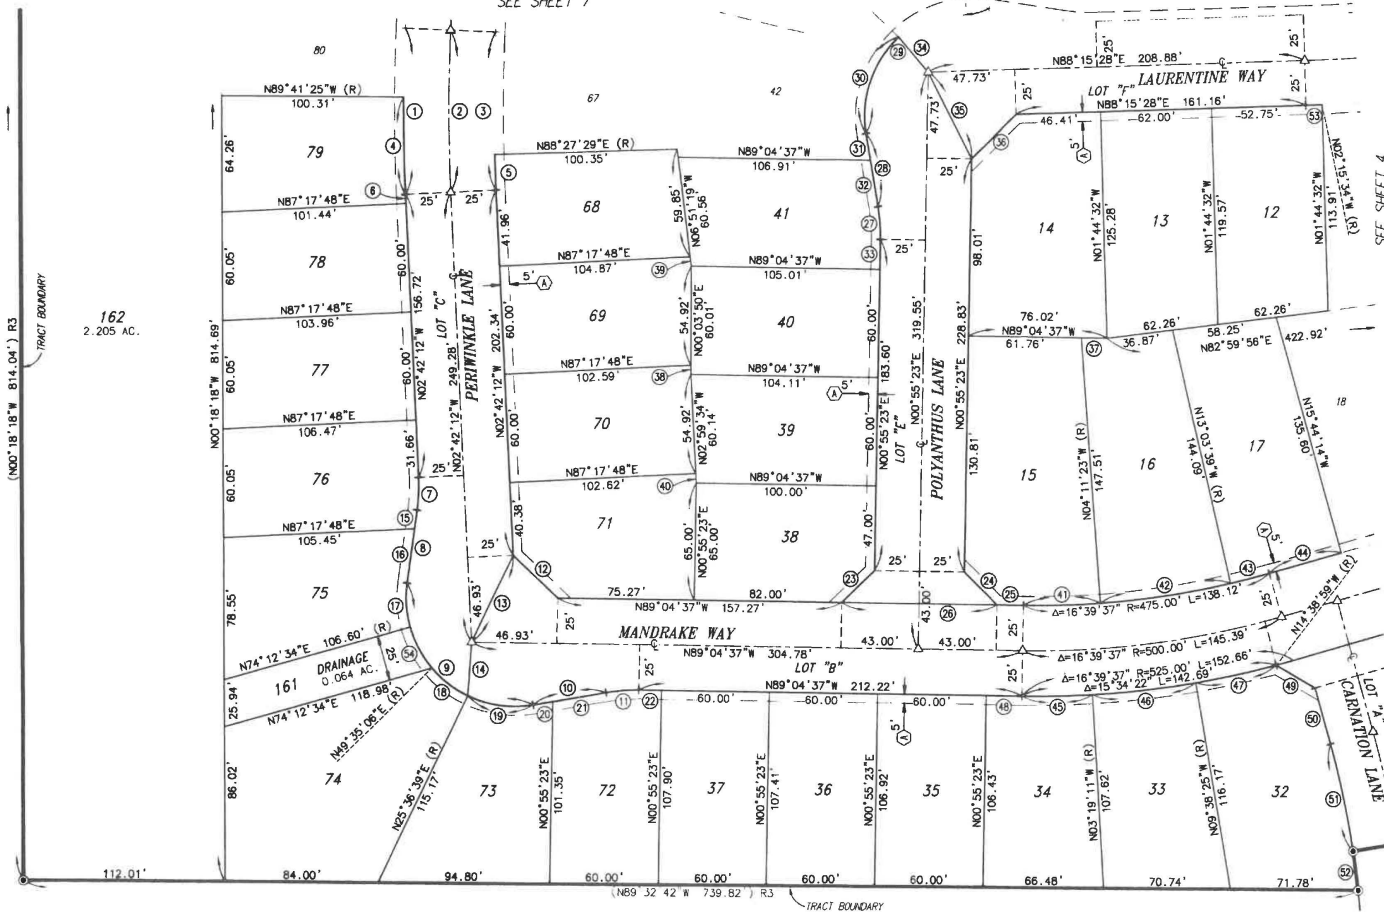 SEE SHEET 7
80
N89°41'25"W (R)
100.31'
79
64.26'
N87°17'48"E
101.44'
78
60.05'
N87°17'48"E
103.96'
77
60.05'
N87°17'48"E
106.47'
76
60.05'
N87°17'48"E
105.45'
75
78.55'
N74°12'34"E 106.60' (R)
DRAINAGE
161 0.064 AC.
25'
N74°12'34"E 118.98'
25.94'
N49°35'06"E (R)
74
86.02'
N25°36'39"E (R)
115.17'
(N00°18'18"W 814.04') R3
TRACT BOUNDARY
162
2.205 AC.
N00°18'18"W 814.69'
1
2
3
4
5
6
25'
25'
60.00'
N02°42'12"W 156.72'
60.00'
31.66'
LOT "C"
N02°42'12"W 249.28'
PERIWINKLE LANE
25'
7
15
8
16
17
54
9
18
14
46.93'
13
25'
12
41.96'
60.00'
N02°42'12"W 202.34'
60.00'
40.38'
5'
A
67
N88°27'29"E (R)
100.35'
68
59.85'
N06°51'19"W
60.56'
N87°17'48"E
104.87'
39
69
54.92'
N00°03'50"E
60.01'
N87°17'48"E
102.59'
38
70
54.92'
N02°59'34"W
60.14'
N87°17'48"E
102.62'
40
71
65.00'
N00°55'23"E
65.00'
42
N89°04'37"W
106.91'
41
N89°04'37"W
105.01'
40
N89°04'37"W
104.11'
39
N89°04'37"W
100.00'
38
29
34
30
31
28
32
27
33
25'
60.00'
183.60'
N00°55'23"E
60.00'
47.00'
5'
A
LOT "E"
N00°55'23"E 319.55'
POLYANTHUS LANE
47.73'
47.73'
35
25'
98.01'
228.83'
N00°55'23"E
130.81'
25'
25'
23
24
43.00'
36
N88°15'28"E 208.88'
25'
25'
LAURENTINE WAY
LOT "F"
25'
25'
N88°15'28"E 161.16'
46.41'
62.00'
52.75'
53
5'
A
14
N01°44'32"W
125.28'
13
N01°44'32"W
119.57'
12
N01°44'32"W
113.91'
N02°15'34"W (R)
SEE SHEET 4
76.02'
N89°04'37"W
61.76'
37
36.87'
62.26'
58.25'
62.26'
N82°59'56"E 422.92'
15
N04°11'23"W (R)
147.51'
16
N13°03'39"W (R)
144.09'
17
N15°44'14"W
135.60'
18
A
5'
75.27'
82.00'
N89°04'37"W 157.27'
26
25
41
42
43
44
Δ=16°39'37" R=475.00' L=138.12'
46.93'
25'
MANDRAKE WAY
25'
43.00'
43.00'
25'
N89°04'37"W 304.78'
LOT "B"
Δ=16°39'37" R=500.00' L=145.39'
25'
N14°38'59"W (R)
25'
Δ=16°39'37" R=525.00' L=152.66'
Δ=15°34'22" L=142.69'
N89°04'37"W 212.22'
10
19
20
21
11
22
60.00'
60.00'
60.00'
5'
A
48
45
46
47
49
50
51
52
LOT "A"
CARNATION LANE
73
N00°55'23"E
101.35'
72
N00°55'23"E
107.90'
37
N00°55'23"E
107.41'
36
N00°55'23"E
106.92'
35
N00°55'23"E
106.43'
34
N03°19'11"W (R)
107.62'
33
N09°38'25"W (R)
116.17'
32
112.01'
84.00'
94.80'
60.00'
60.00'
60.00'
60.00'
66.48'
70.74'
71.78'
(N89 32 42 W 739.82') R3
TRACT BOUNDARY